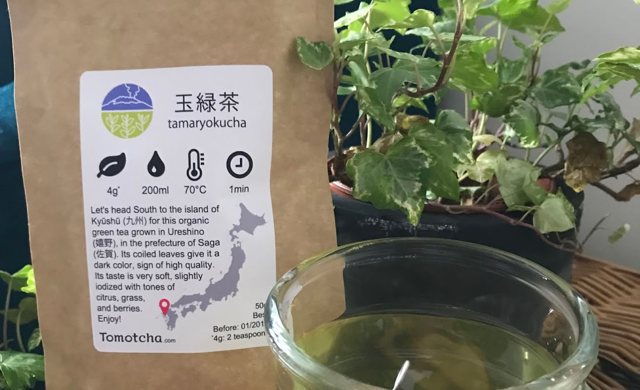 玉緑茶
tamaryokucha
4g* 200ml 70°C 1min
Let's head South to the island of
Kyūshū (九州) for this organic
green tea grown in Ureshino
(嬉野), in the prefecture of Saga
(佐賀). Its coiled leaves give it a
dark color, sign of high quality.
Its taste is very soft, slightly
iodized with tones of
citrus, grass,
and berries.
Enjoy!
Before: 01/201
*4g: 2 teaspoon
Tomotcha.com